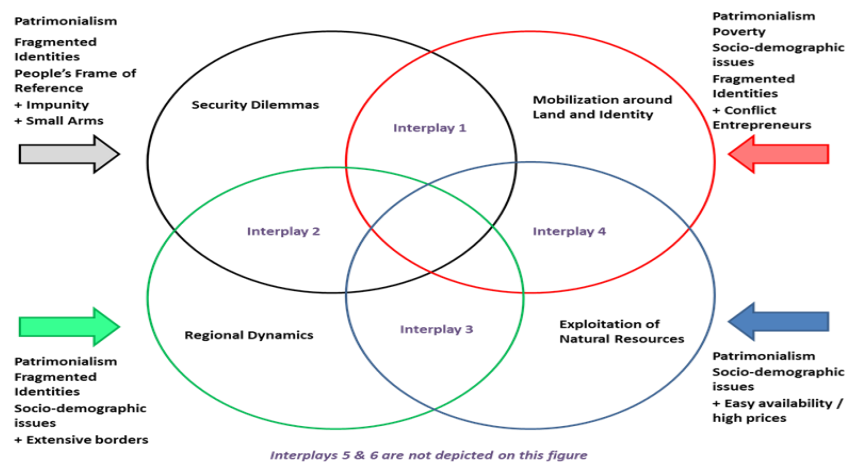 Patrimonialism
Fragmented
Identities
People's Frame of
Reference
+ Impunity
+ Small Arms
Patrimonialism
Poverty
Socio-demographic
issues
Fragmented
Identities
+ Conflict
Entrepreneurs
Security Dilemmas
Mobilization around
Land and Identity
Interplay 1
Interplay 2
Interplay 4
Regional Dynamics
Interplay 3
Exploitation of
Natural Resources
Patrimonialism
Fragmented
Identities
Socio-demographic
issues
+ Extensive borders
Patrimonialism
Socio-demographic
issues
+ Easy availability /
high prices
Interplays 5 & 6 are not depicted on this figure